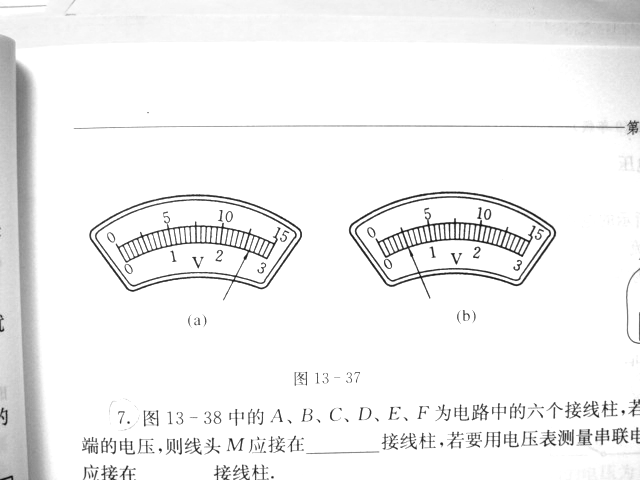 第
0 5 10 15
0 1 2 3
V
(a)
0 5 10 15
0 1 2 3
V
(b)
图 13-37
7. 图 13-38 中的 A、B、C、D、E、F 为电路中的六个接线柱,若
端的电压,则线头 M 应接在________接线柱,若要用电压表测量串联电
应接在________接线柱.
的